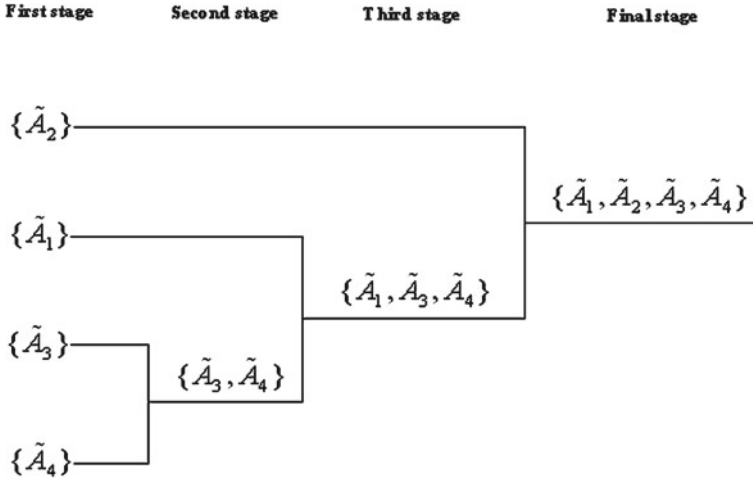 First stage Second stage Third stage Final stage
{Ã₂}
{Ã₁, Ã₂, Ã₃, Ã₄}
{Ã₁}
{Ã₁, Ã₃, Ã₄}
{Ã₃}
{Ã₃, Ã₄}
{Ã₄}